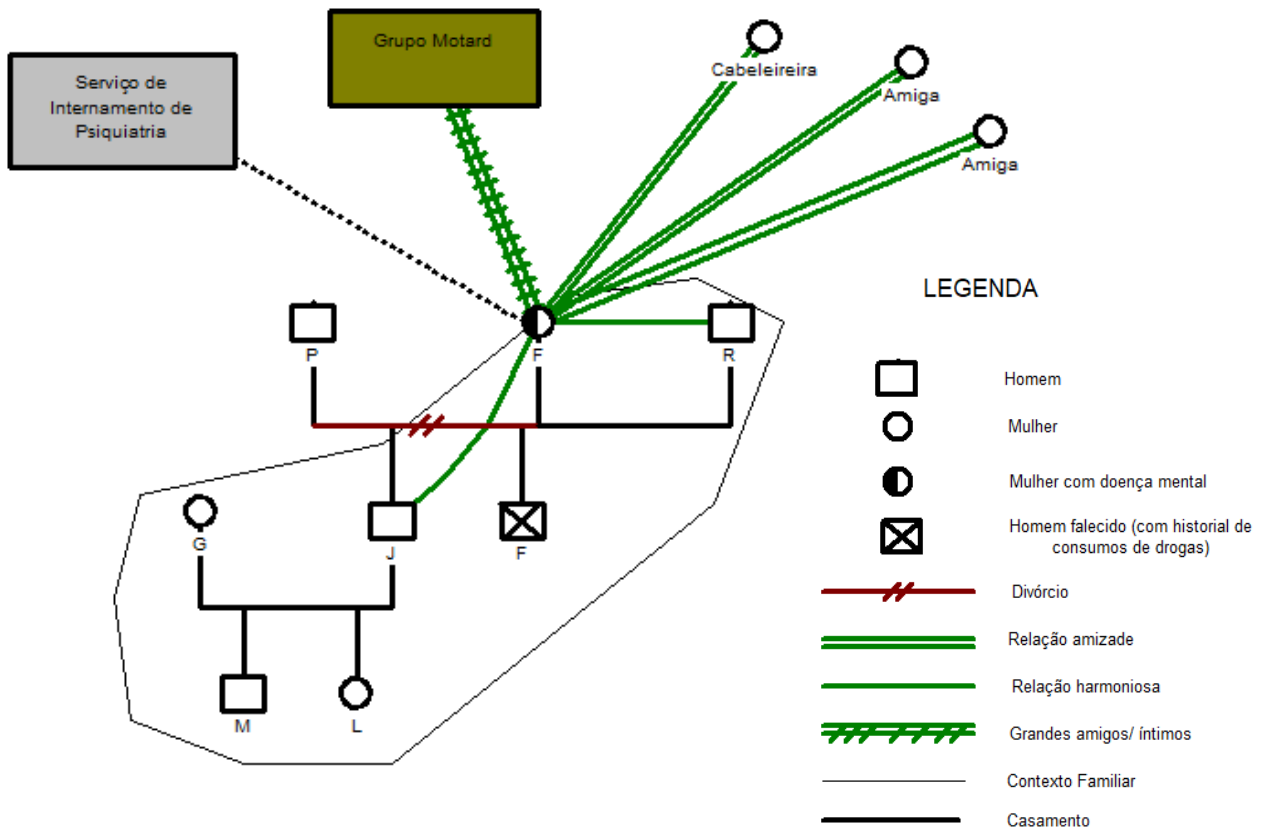 Grupo Motard
Serviço de
Internamento de
Psiquiatria
Cabeleireira
Amiga
Amiga
LEGENDA
P
F
R
G
J
F
M
L
Homem
Mulher
Mulher com doença mental
Homem falecido (com historial de
consumos de drogas)
Divórcio
Relação amizade
Relação harmoniosa
Grandes amigos/ íntimos
Contexto Familiar
Casamento